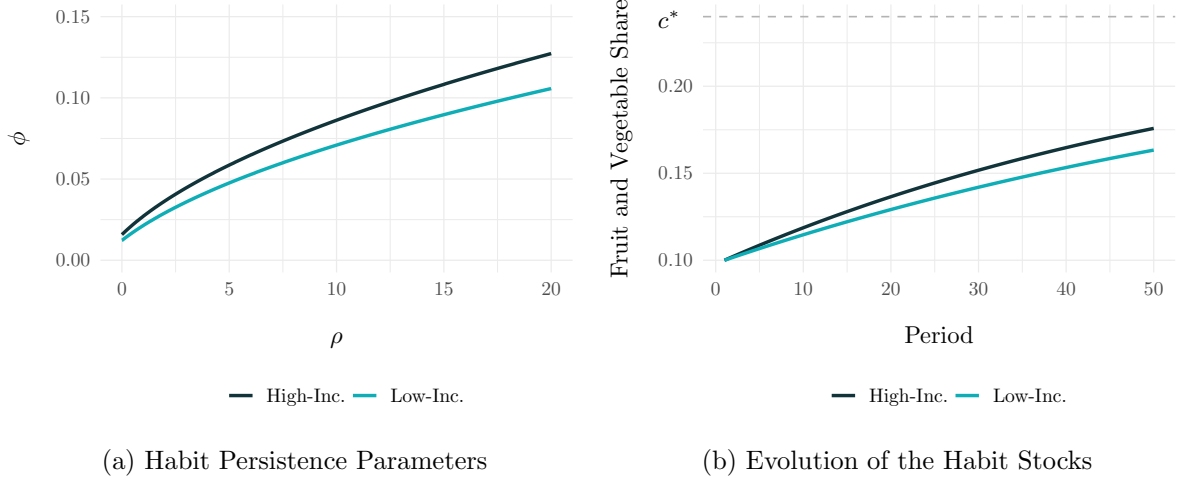 0.15
0.10
0.05
0.00
ϕ
0
5
10
15
20
ρ
High-Inc.
Low-Inc.
(a) Habit Persistence Parameters
Fruit and Vegetable Share
c*
0.20
0.15
0.10
0
10
20
30
40
50
Period
High-Inc.
Low-Inc.
(b) Evolution of the Habit Stocks